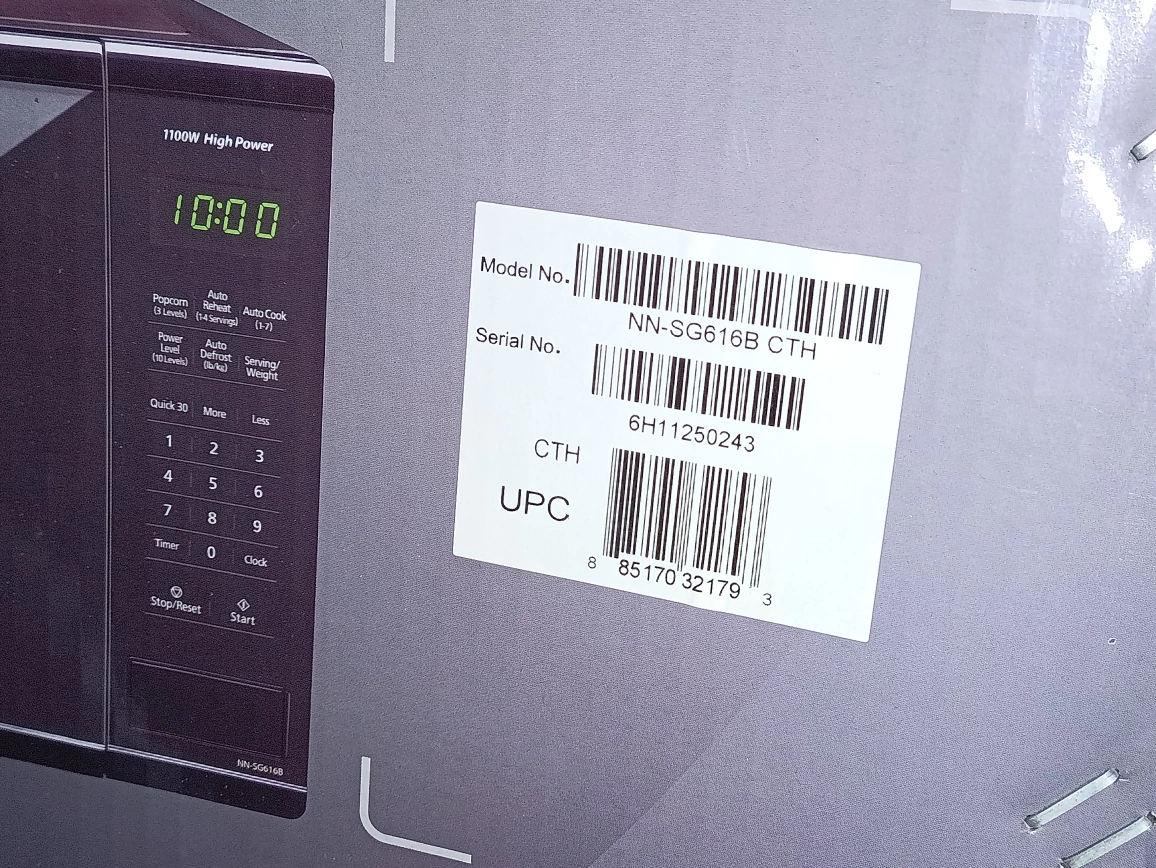 1100W High Power
10:00
Popcorn
(3 Levels)
Auto
Reheat
(1-4 Servings)
Auto Cook
(1-7)
Power
Level
(10 Levels)
Auto
Defrost
(lb/kg)
Serving/
Weight
Quick 30 More Less
1 2 3
4 5 6
7 8 9
Timer 0 Clock
Stop/Reset Start
NN-SG616B
Model No.
NN-SG616B CTH
Serial No.
6H11250243
CTH
UPC
8 85170 32179 3